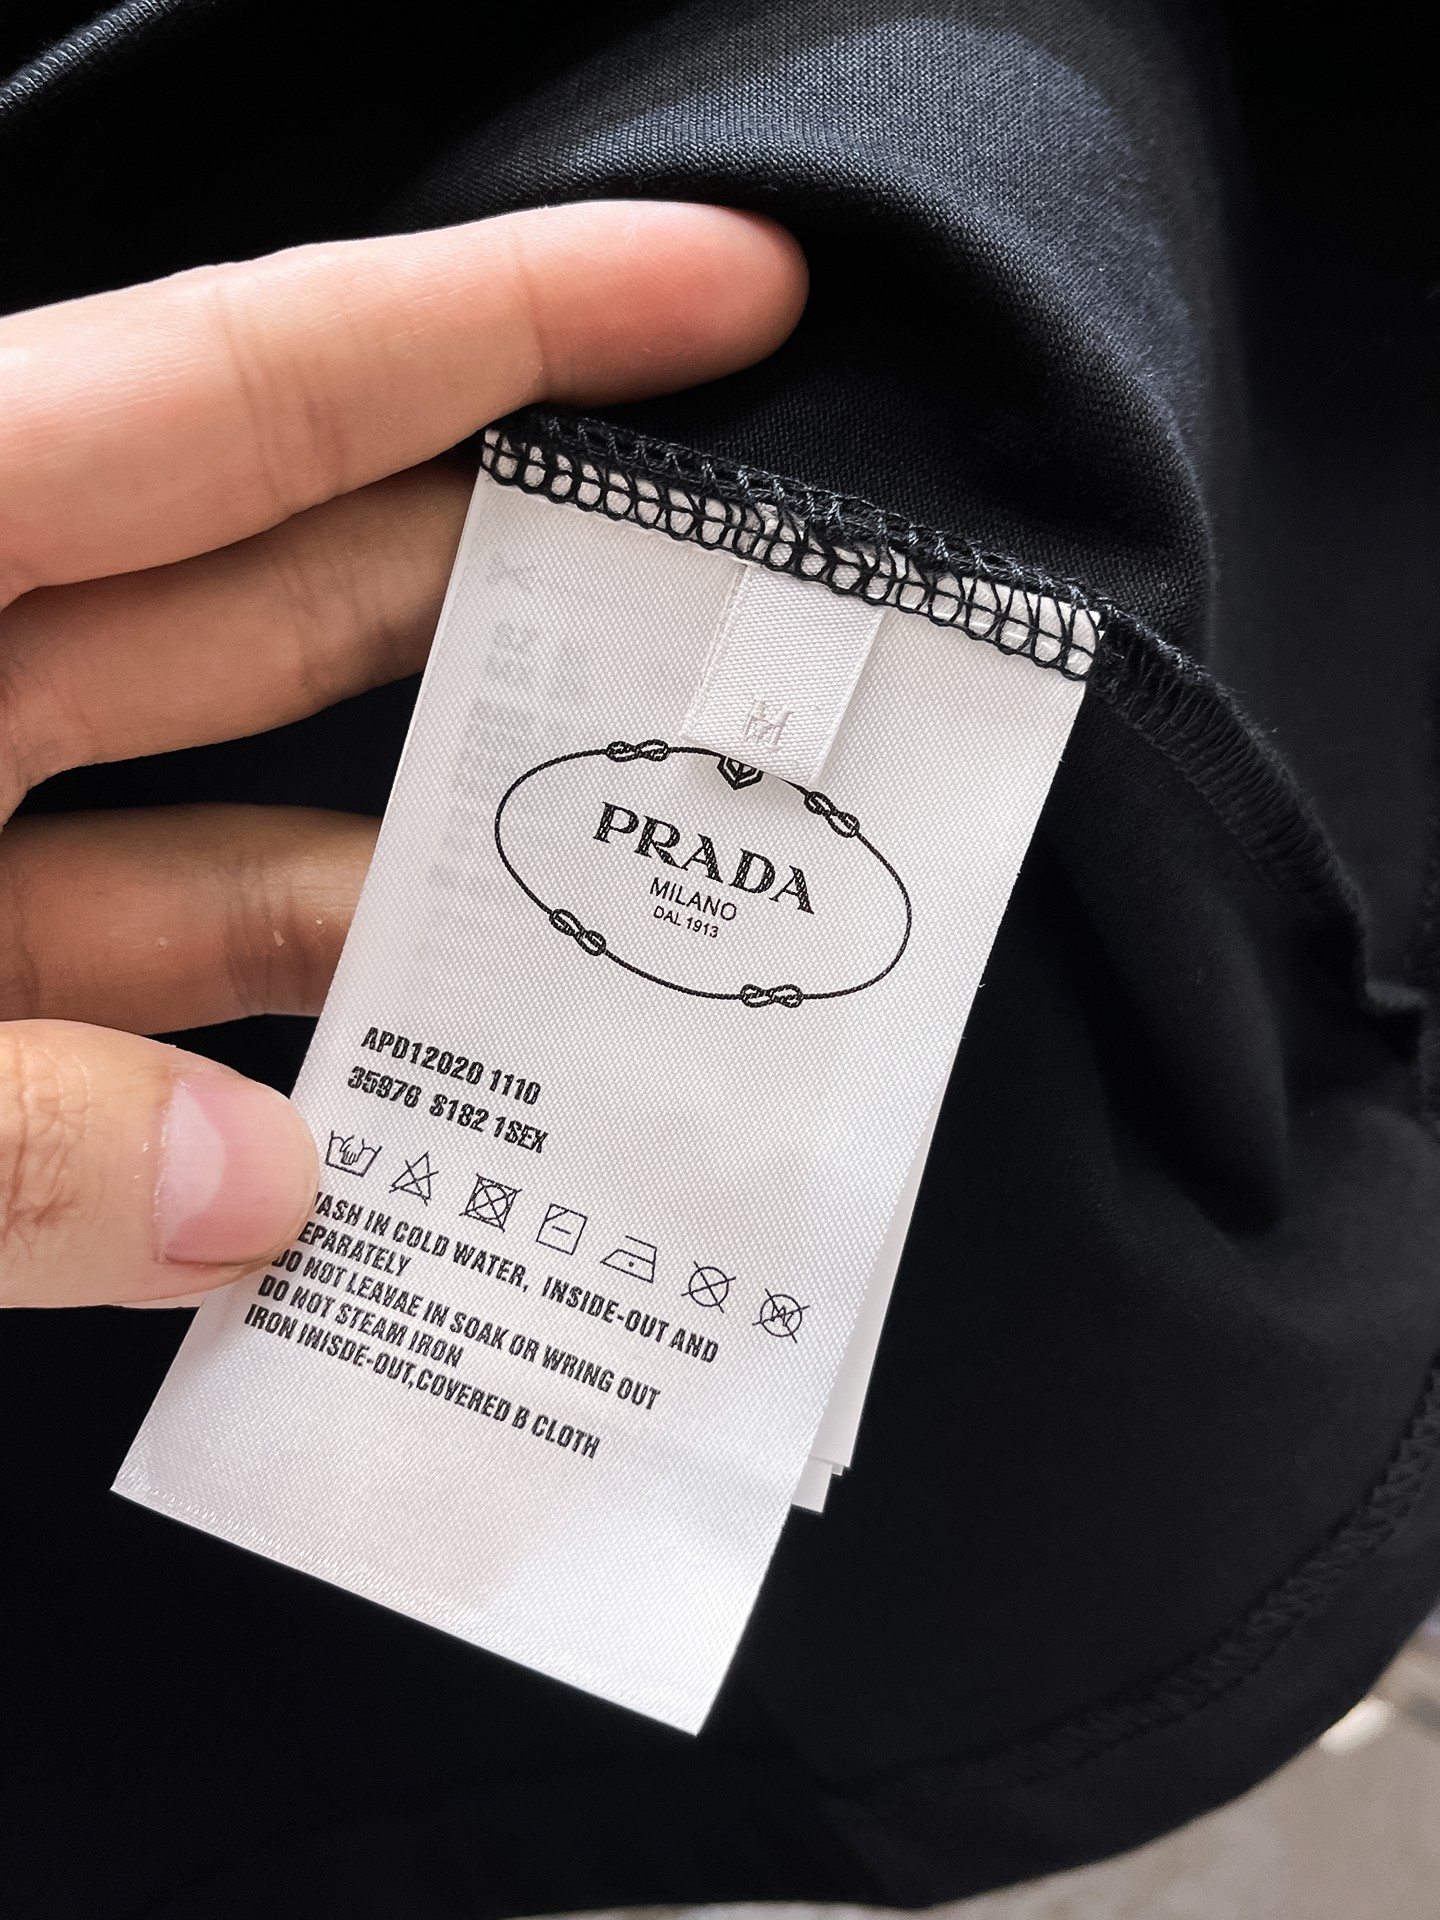 PRADA
MILANO
DAL 1913
APD12020 1110
35976 S182 1SEX
WASH IN COLD WATER, INSIDE-OUT AND
SEPARATELY
DO NOT LEAVAE IN SOAK OR WRING OUT
DO NOT STEAM IRON
IRON INISDE-OUT,COVERED B CLOTH